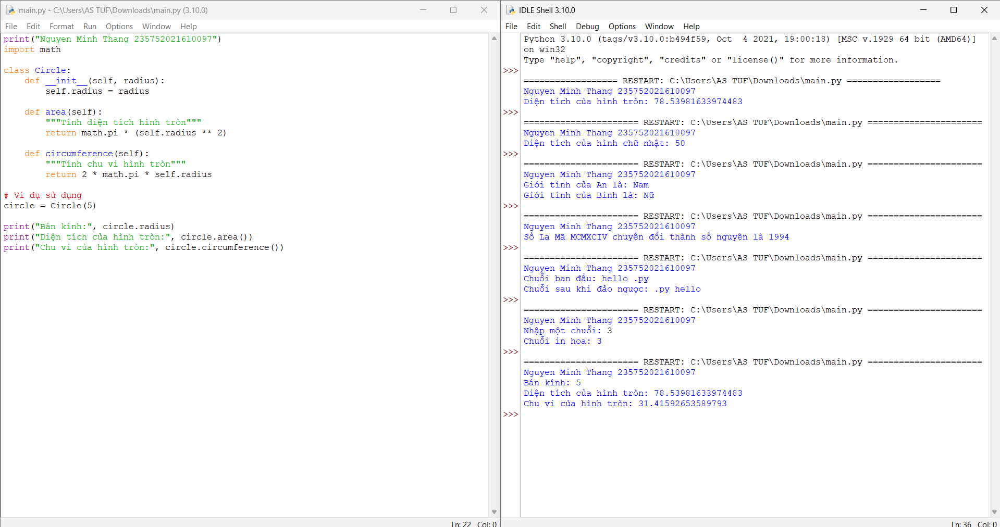 main.py - C:\Users\AS TUF\Downloads\main.py (3.10.0)
File Edit Format Run Options Window Help
print("Nguyen Minh Thang 235752021610097")
import math

class Circle:
    def __init__(self, radius):
        self.radius = radius

    def area(self):
        """Tính diện tích hình tròn"""
        return math.pi * (self.radius ** 2)

    def circumference(self):
        """Tính chu vi hình tròn"""
        return 2 * math.pi * self.radius

# Ví dụ sử dụng
circle = Circle(5)

print("Bán kính:", circle.radius)
print("Diện tích của hình tròn:", circle.area())
print("Chu vi của hình tròn:", circle.circumference())
Ln: 22 Col: 0
IDLE Shell 3.10.0
File Edit Shell Debug Options Window Help
Python 3.10.0 (tags/v3.10.0:b494f59, Oct  4 2021, 19:00:18) [MSC v.1929 64 bit (AMD64)]
on win32
Type "help", "copyright", "credits" or "license()" for more information.
>>>
================== RESTART: C:\Users\AS TUF\Downloads\main.py ==================
Nguyen Minh Thang 235752021610097
Diện tích của hình tròn: 78.53981633974483
>>>
====================== RESTART: C:\Users\AS TUF\Downloads\main.py ======================
Nguyen Minh Thang 235752021610097
Diện tích của hình chữ nhật: 50
>>>
====================== RESTART: C:\Users\AS TUF\Downloads\main.py ======================
Nguyen Minh Thang 235752021610097
Giới tính của An là: Nam
Giới tính của Binh là: Nữ
>>>
====================== RESTART: C:\Users\AS TUF\Downloads\main.py ======================
Nguyen Minh Thang 235752021610097
Số La Mã MCMXCIV chuyển đổi thành số nguyên là 1994
>>>
====================== RESTART: C:\Users\AS TUF\Downloads\main.py ======================
Nguyen Minh Thang 235752021610097
Chuỗi ban đầu: hello .py
Chuỗi sau khi đảo ngược: .py hello
>>>
====================== RESTART: C:\Users\AS TUF\Downloads\main.py ======================
Nguyen Minh Thang 235752021610097
Nhập một chuỗi: 3
Chuỗi in hoa: 3
>>>
====================== RESTART: C:\Users\AS TUF\Downloads\main.py ======================
Nguyen Minh Thang 235752021610097
Bán kính: 5
Diện tích của hình tròn: 78.53981633974483
Chu vi của hình tròn: 31.41592653589793
>>>
Ln: 36 Col: 0